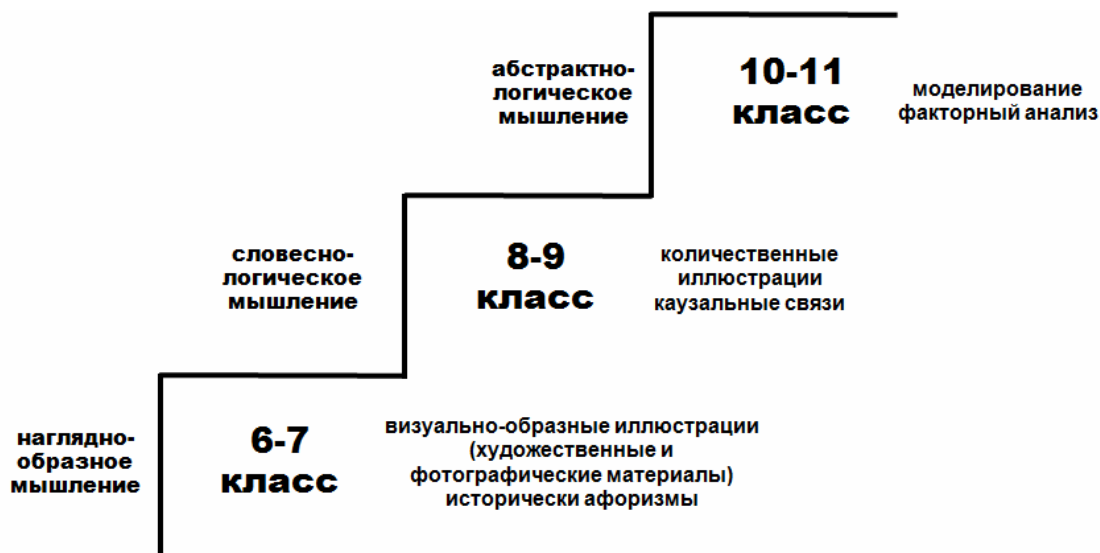 абстрактно-
логическое
мышление
10-11
класс
моделирование
факторный анализ
словесно-
логическое
мышление
8-9
класс
количественные
иллюстрации
каузальные связи
наглядно-
образное
мышление
6-7
класс
визуально-образные иллюстрации
(художественные и
фотографические материалы)
исторически афоризмы